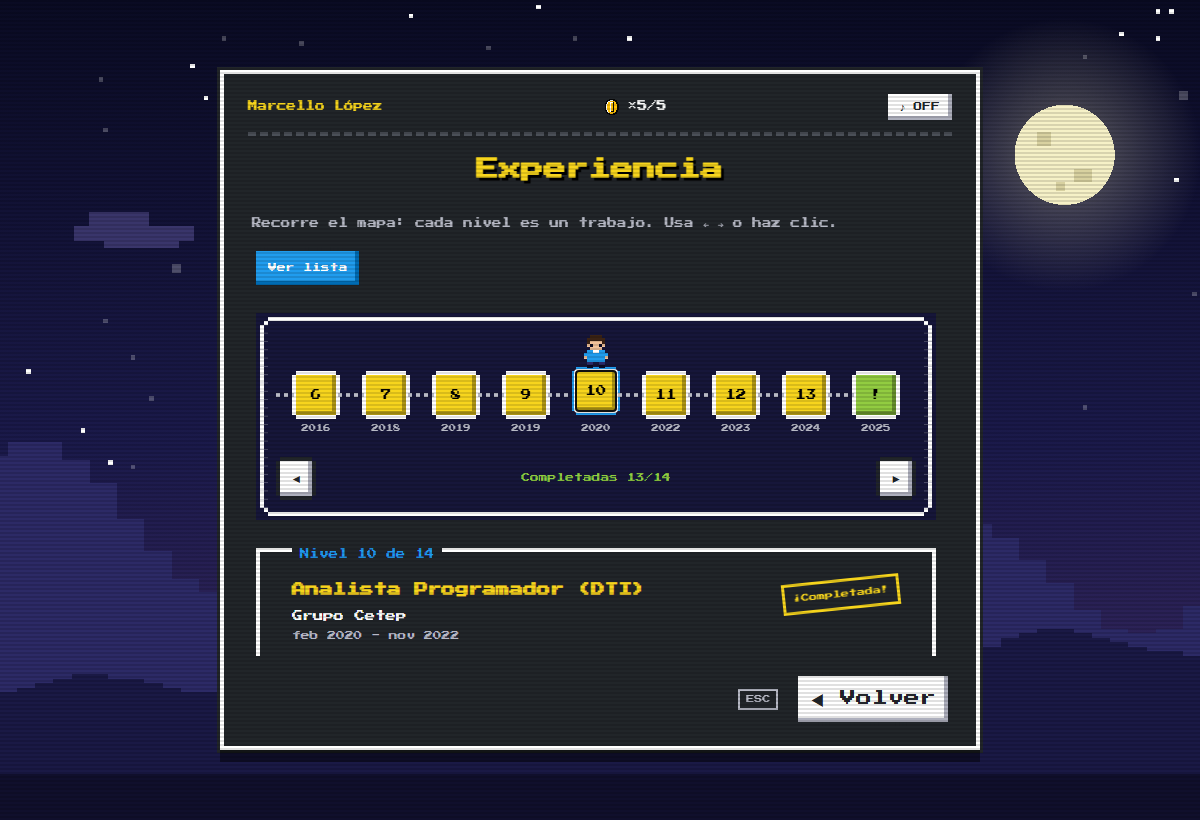 Marcello López
×5/5
♪ OFF
Experiencia
Recorre el mapa: cada nivel es un trabajo. Usa ← → o haz clic.
Ver lista
6 7 8 9 10 11 12 13 !
2016 2018 2019 2019 2020 2022 2023 2024 2025
◄ Completadas 13/14 ►
Nivel 10 de 14
Analista Programador (DTI)
¡Completada!
Grupo Cetep
feb 2020 – nov 2022
ESC ◄ Volver